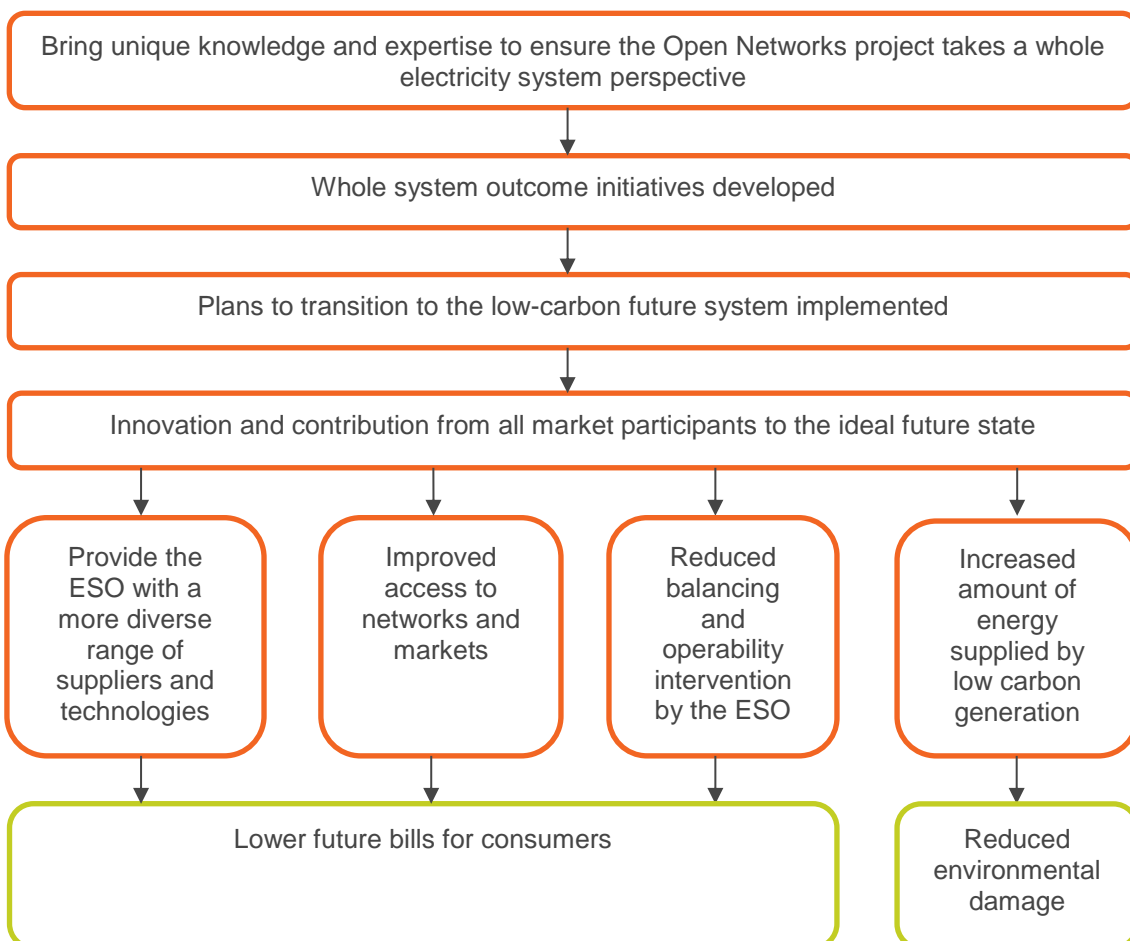 Bring unique knowledge and expertise to ensure the Open Networks project takes a whole
electricity system perspective
Whole system outcome initiatives developed
Plans to transition to the low-carbon future system implemented
Innovation and contribution from all market participants to the ideal future state
Provide the
ESO with a
more diverse
range of
suppliers and
technologies
Improved
access to
networks and
markets
Reduced
balancing
and
operability
intervention
by the ESO
Increased
amount of
energy
supplied by
low carbon
generation
Lower future bills for consumers
Reduced
environmental
damage